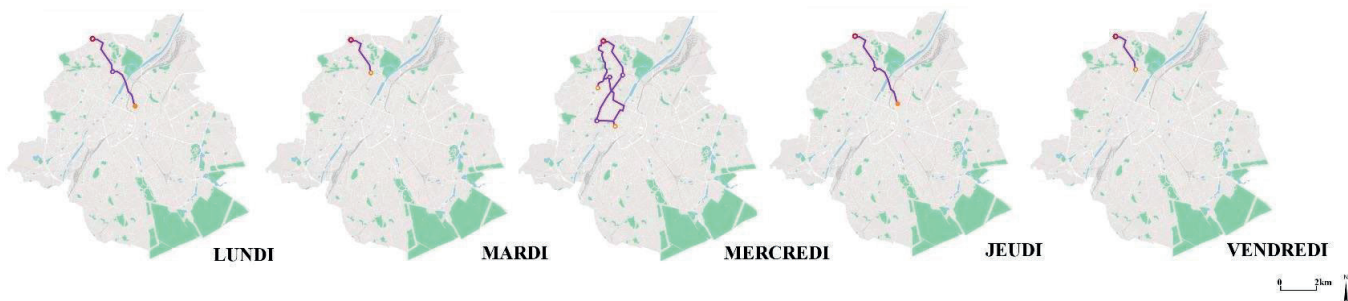 LUNDI
MARDI
MERCREDI
JEUDI
VENDREDI
0 2km
N